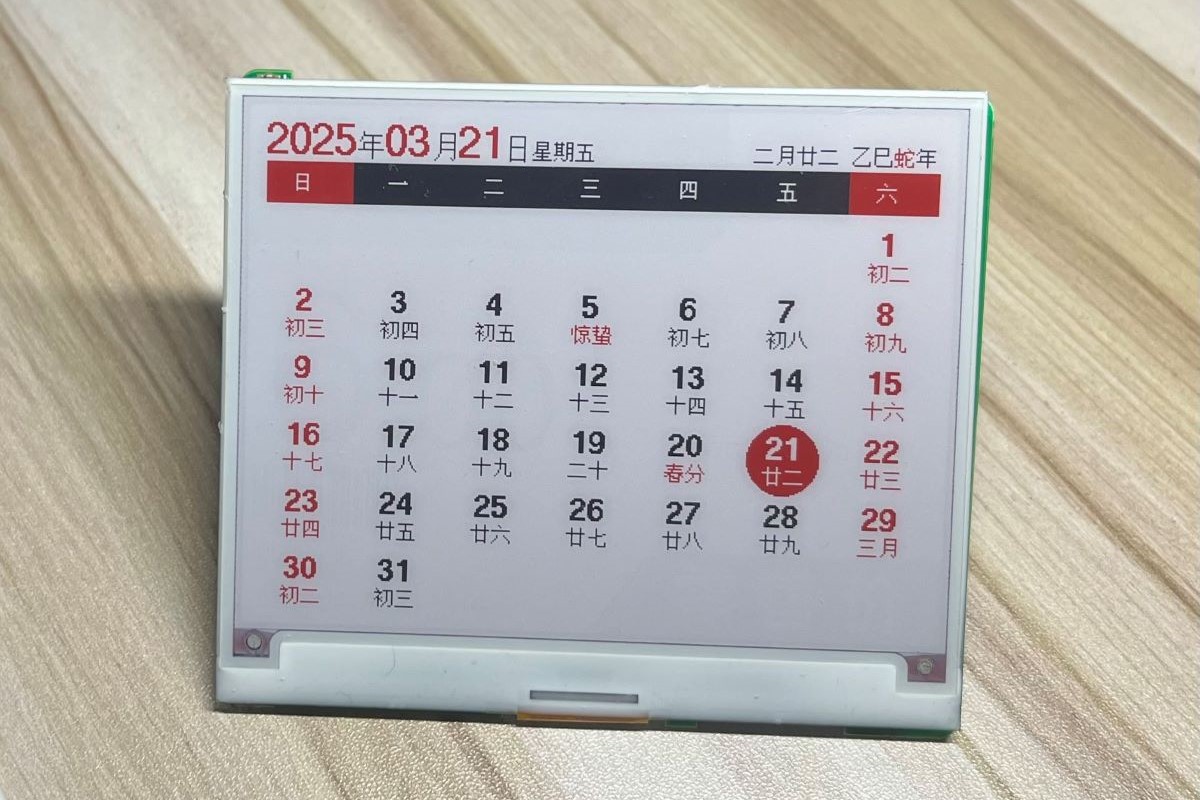 2025年03月21日星期五 二月廿二 乙巳蛇年
日 一 二 三 四 五 六
1
初二
2 3 4 5 6 7 8
初三 初四 初五 惊蛰 初七 初八 初九
9 10 11 12 13 14 15
初十 十一 十二 十三 十四 十五 十六
16 17 18 19 20 21 22
十七 十八 十九 二十 春分 廿二 廿三
23 24 25 26 27 28 29
廿四 廿五 廿六 廿七 廿八 廿九 三月
30 31
初二 初三